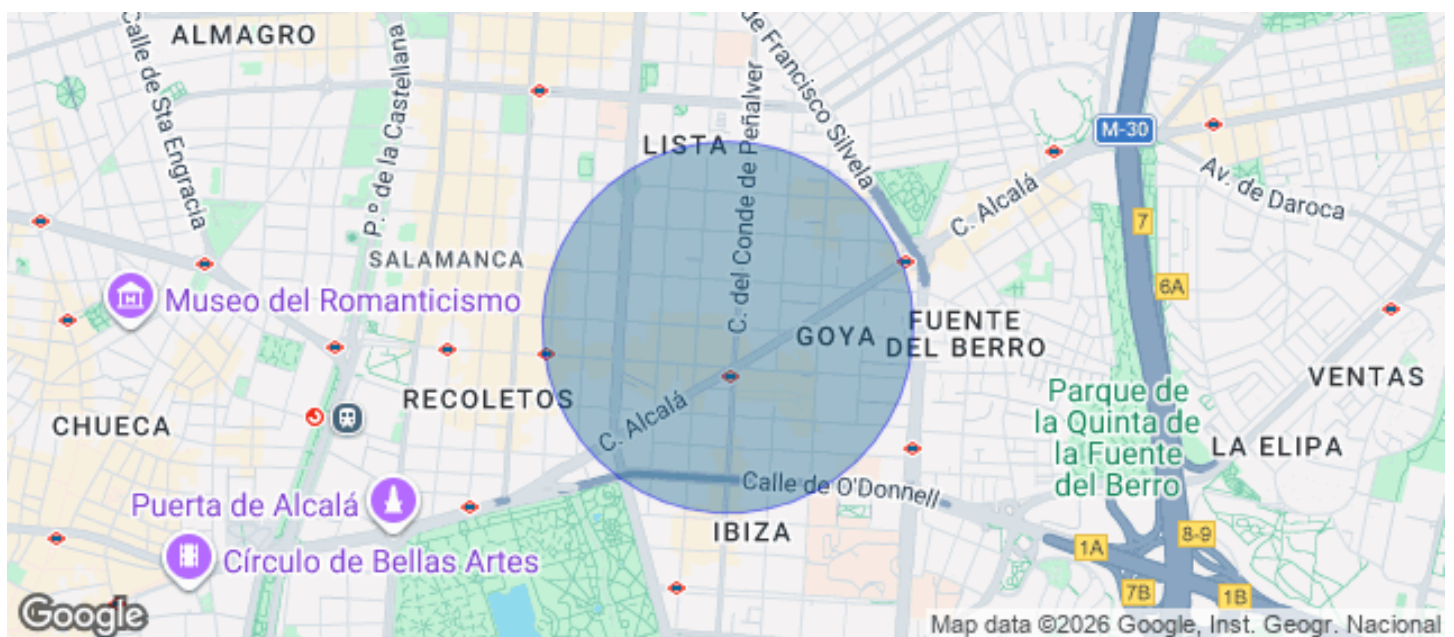 ALMAGRO
Calle de Sta Engracia
P.º de la Castellana
LISTA
C. del Conde de Peñalver
de Francisco Silvela
M-30
C. Alcalá
Av. de Daroca
7
6A
SALAMANCA
Museo del Romanticismo
GOYA
FUENTE
DEL BERRO
RECOLETOS
C. Alcalá
CHUECA
VENTAS
Parque de
la Quinta de
la Fuente
del Berro
LA ELIPA
Puerta de Alcalá
Calle de O'Donnell
IBIZA
Círculo de Bellas Artes
1A
8-9
7B
1B
Google
Map data ©2026 Google, Inst. Geogr. Nacional